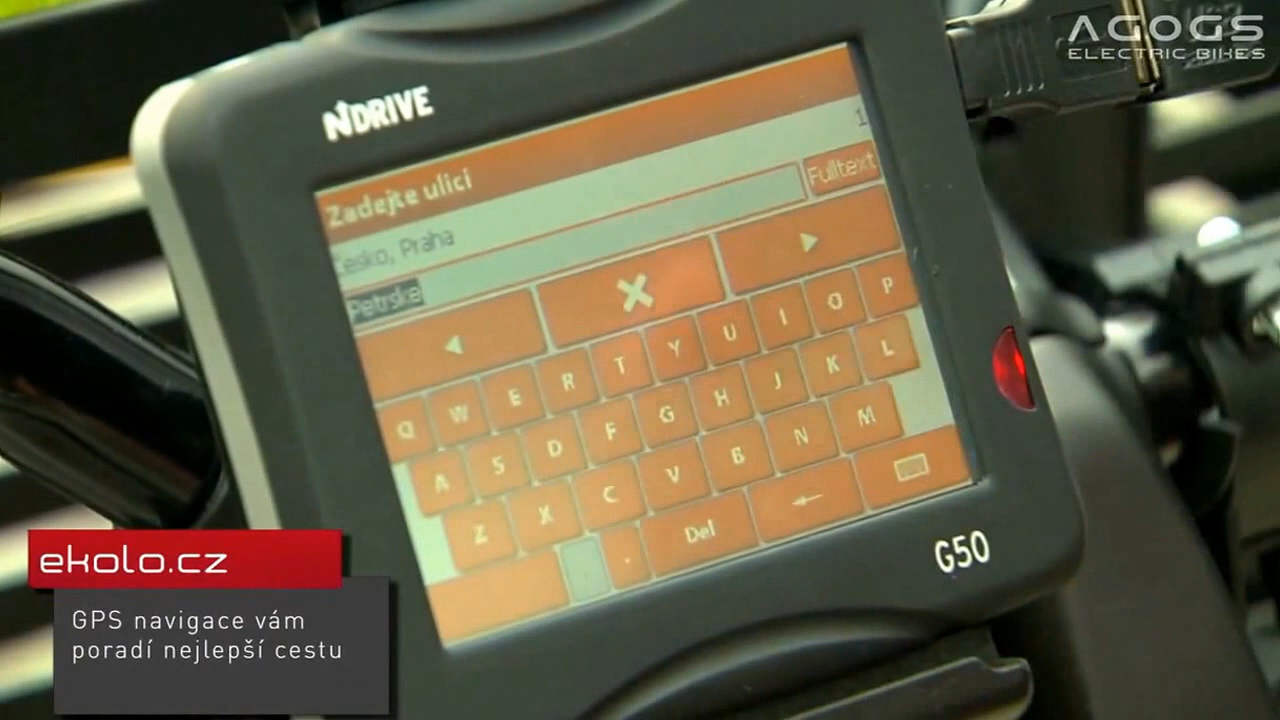 AGOGS
ELECTRIC BIKES
NDRIVE
Zadejte ulici
1
Česko, Praha
Fulltext
Petrske
Q W E R T Y U I O P
A S D F G H J K L
Z X C V B N M
. Del
G50
ekolo.cz
GPS navigace vám
poradí nejlepší cestu